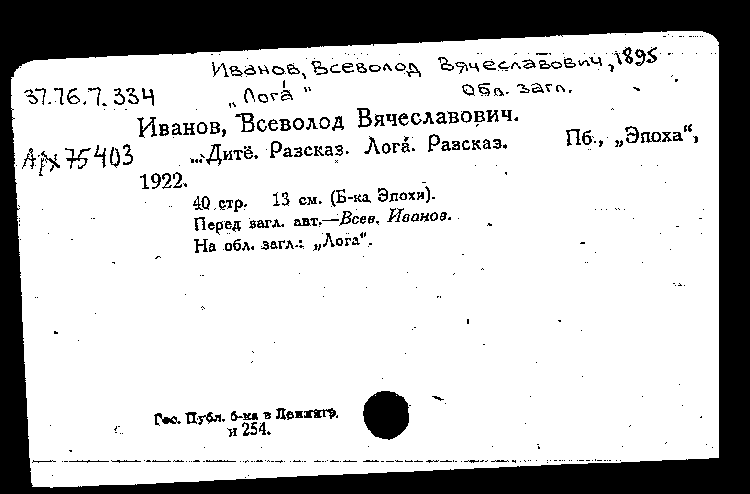 Иванов, Всеволод Вячеславович, 1895
37.76.7.334 „Лога́" Обл. загл.
Иванов, Всеволод Вячеславович.
Арх 75403 ...Дитё. Разсказ. Лога́. Разсказ. Пб., „Эпоха“,
1922.
40 стр. 13 см. (Б-ка Эпохи).
Перед загл. авт.—Всев. Иванов.
На обл. загл.: „Лога“.
Гос. Публ. б-ка в Ленингр.
и 254.